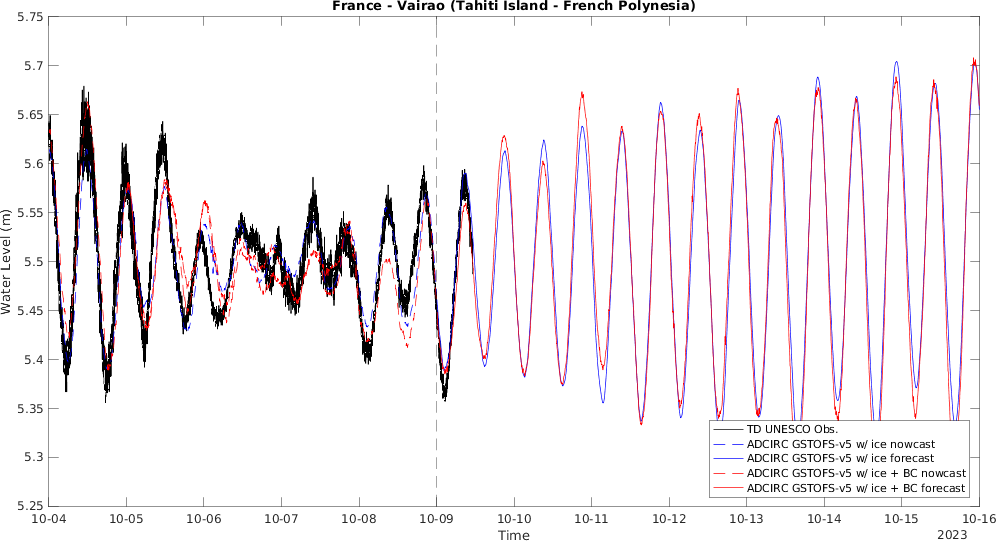 France - Vairao (Tahiti Island - French Polynesia)
5.75
5.7
5.65
5.6
5.55
5.5
5.45
5.4
5.35
5.3
5.25
Water Level (m)
TD UNESCO Obs.
ADCIRC GSTOFS-v5 w/ ice nowcast
ADCIRC GSTOFS-v5 w/ ice forecast
ADCIRC GSTOFS-v5 w/ ice + BC nowcast
ADCIRC GSTOFS-v5 w/ ice + BC forecast
10-04 10-05 10-06 10-07 10-08 10-09 10-10 10-11 10-12 10-13 10-14 10-15 10-16
Time
2023